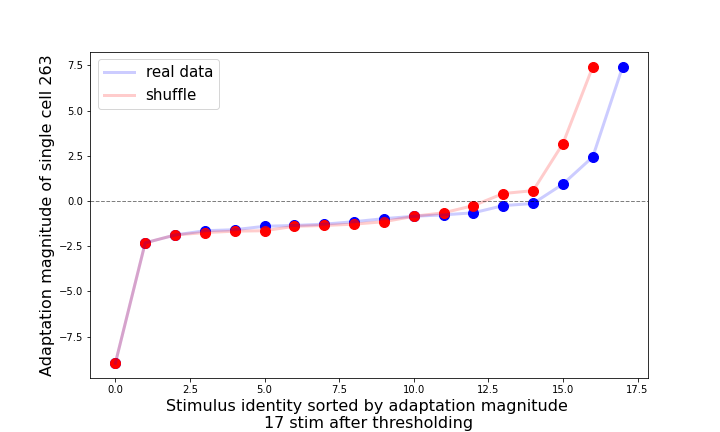 real data
shuffle
Adaptation magnitude of single cell 263
7.5
5.0
2.5
0.0
−2.5
−5.0
−7.5
0.0 2.5 5.0 7.5 10.0 12.5 15.0 17.5
Stimulus identity sorted by adaptation magnitude
17 stim after thresholding